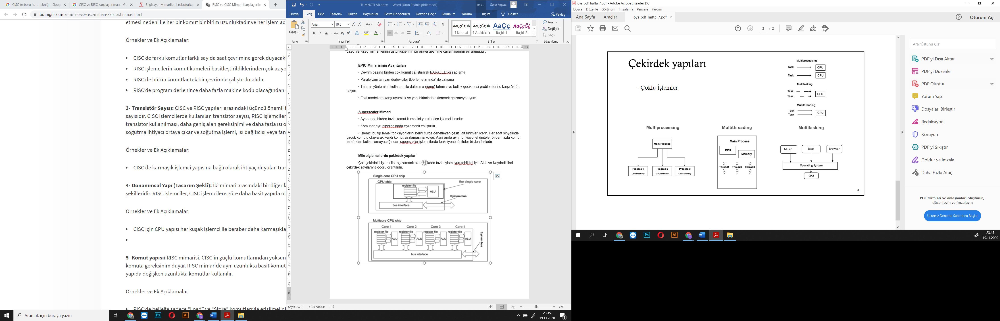 CISC te boru hattı tekniği - Goog
CISC ve RISC karşılaştırılması - Go
Bilgisayar Mimarileri | roboturka.c
RISC ve CISC Mimari Karşılaştırılm
bizimgri.com/bilim/risc-ve-cisc-mimari-karsilastirilmasi.html
etmesi nedeni ile her bir komut bir birim uzunluktadır ve her işlem ad
Örnekler ve Ek Açıklamalar:
• CISC'de farklı komutlar farklı sayıda saat çevrimine gerek duyacak
• RISC işlemcilerin komut kümeleri basitleştirildiklerinden çok az yo
• RISC'de bütün komutlar tek bir çevrimde çalıştırılmalıdır.
• RISC'de program derlenince daha fazla makine kodu olacağından
3- Transistör Sayısı: CISC ve RISC yapıları arasındaki üçüncü önemli f
sayısıdır. CISC işlemcilerde kullanılan transistor sayısı, RISC işlemciler
transistor kullanılması, daha geniş alan gereksinimi ve daha fazla ısı o
soğutma ihtiyacı ortaya çıkar ve soğutma işlemi, ısı dağıtıcısı veya fan
Örnekler ve Ek Açıklamalar:
• CISC'de karmaşık işlemci yapısına bağlı olarak ihtiyaç duyulan tran
4- Donanımsal Yapı (Tasarım Şekli): İki mimari arasındaki bir diğer fa
şekilleridir. RISC işlemciler, CISC işlemcilere göre daha basit yapıda ol
Örnekler ve Ek Açıklamalar:
• CISC için CPU yapısı her kuşak işlemci ile beraber daha karmaşıkla
•
5- Komut yapısı: RISC mimarisi, CISC'in güçlü komutlarından yoksun
komuta gereksinim duyar. RISC mimaride aynı uzunlukta basit komut
yapıda değişken uzunlukta komutlar kullanılır.
Örnekler ve Ek Açıklamalar:
• RISC'de belleğe sadece "Load" ve "Store" komutlarıyla erişilmelidi
Aramak için buraya yazın
TUMNOTLAR.docx - Word (Ürün Etkinleştirilemedi)
Resi...
Sero Arpacı
Dosya Giriş Ekle Tasarım Düzen Başvurular Posta Gönderileri Gözden Geçir Görünüm Yardım Biçim Göster Paylaş
Yapıştır
Arial 10,5
K T A abc x₂ x²
AaÇçĞğHh AaÇçĞğHh AaÇç AaÇçĞğ
¶ Normal ¶ Aralık Yok Başlık 1 Başlık 2
Ara
Değiştir
Seç
Pano Yazı Tipi Paragraf Stiller Düzenleme
CISC ve RISC mimarilerinin üstünlüklerinin bir araya getirilme çalışmalarının bir ürünüdür.
EPIC Mimarisinin Avantajları
• Çevrim başına birden çok komut çalıştırarak PARALEL'liği sağlama
• Paralelizmi tanıyan derleyiciler (Derleme anında) ile çalışma
• Tahmin yöntemleri kullanımı ile dallanma (jump) tahmini ve bellek gecikmesi problemlerine karşı üstün
başarı
• Eski modellere karşı uyumluk ve yeni birimlerin eklenerek gelişmeye uyum.
Superscaler Mimari
• Aynı anda birden fazla komut kümesini yürütebilen işlemci türüdür
• Komutlar ayrı pipeline'larda eşzamanlı çalıştırılır.
• İşlemci bu tip temel fonksiyonlarını belirli türde denetleyen çeşitli alt birimleri içerir. Her saat sinyalinde
birçok komutu okuyarak kendi komut sıralamasına koyar. Aynı anda aynı fonksiyonel üniteler birden fazla komut
tarafından kullanılamayacağından superscalar işlemcilerde fonksiyonel üniteler birden fazladır.
Mikroişlemcilerde çekirdek yapıları
Çok çekirdekli işlemciler eş zamanlı olara birden fazla işlemi yürütebildigi için ALU ve Kaydedicileri
çekirdek sayılarıyla doğru orantılıdır.
Single-core CPU chip
CPU chip
the single core
register file
ALU
System bus
bus interface
Multicore CPU chip
Core 1 Core 2 Core 3 Core 4
register file register file register file register file
ALU ALU ALU ALU
System bus
bus interface
Sayfa 19/19 4106 sözcük
%90
23:45
19.11.2020
5
oys_pdf_hafta_7.pdf - Adobe Acrobat Reader DC
Dosya Düzenle Görünüm İmzalama Pencere Yardım
Ana Sayfa Araçlar oys_pdf_hafta_7.pdf
Oturum Aç
2 / 2
Çekirdek yapıları
– Çoklu İşlemler
Multiprocessing
Task CPU
Task CPU
Multitasking
Task
Task
CPU
Multithreading
Task
Task
CPU
Multiprocessing
Main Process
Process 1 Process 2 Process 3
CPU+Memory CPU+Memory CPU+Memory
Multithreading
Main Process
CPU
Memory
Thread1 Thread2 Thread3
Multitasking
Music Excel Browser
Operating System
CPU
4
Ara 'Üstünü Çiz'
PDF'yi Dışa Aktar
PDF'yi Düzenle
PDF Oluştur
Yorum Yap
Dosyaları Birleştir
Redaksiyon
Koruyun
PDF'yi Sıkıştır
Doldur ve İmzala
Daha Fazla Araç
PDF formları ve anlaşmaları oluşturun,
düzenleyin ve imzalayın
Ücretsiz Deneme Sürümünü Başlat
23:45
19.11.2020